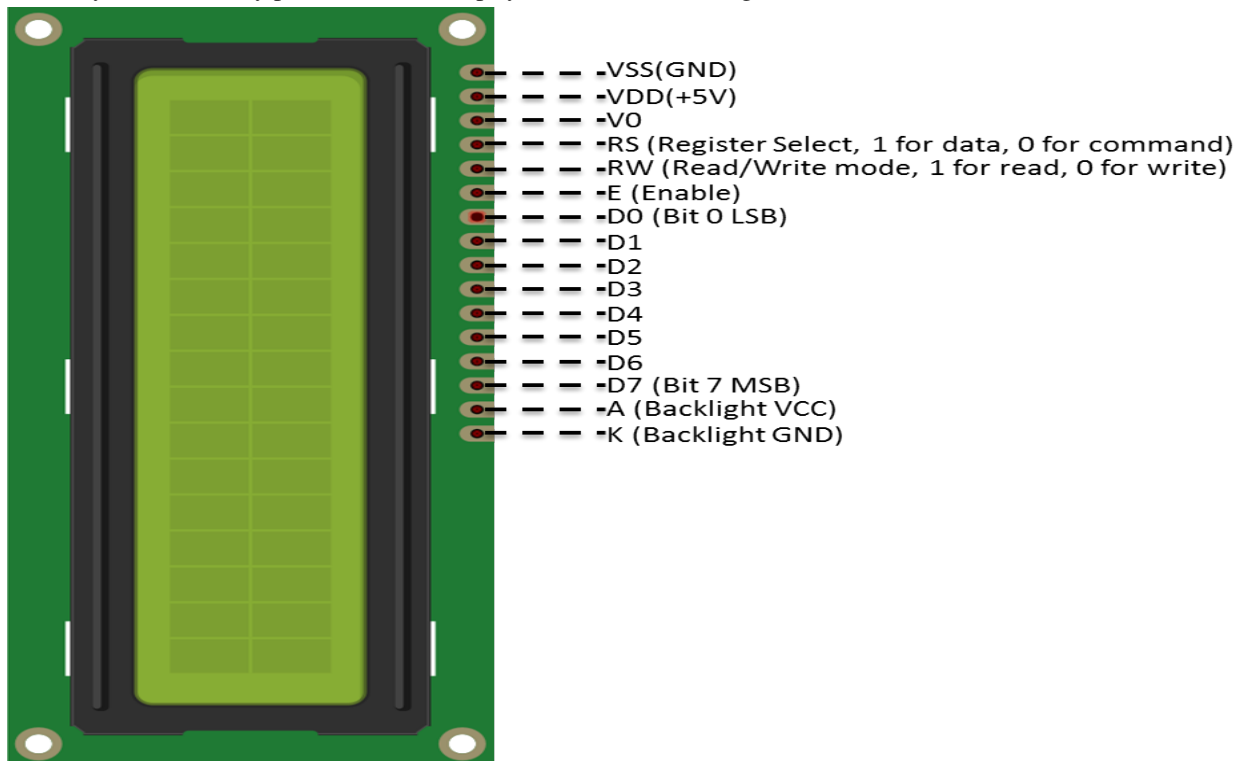 VSS(GND)
VDD(+5V)
V0
RS (Register Select, 1 for data, 0 for command)
RW (Read/Write mode, 1 for read, 0 for write)
E (Enable)
D0 (Bit 0 LSB)
D1
D2
D3
D4
D5
D6
D7 (Bit 7 MSB)
A (Backlight VCC)
K (Backlight GND)